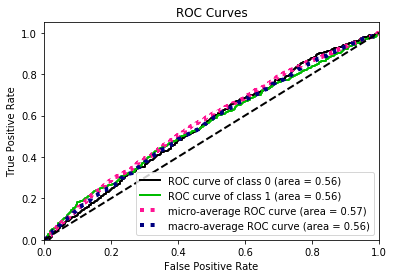 ROC Curves
True Positive Rate
1.0
0.8
0.6
0.4
0.2
0.0
ROC curve of class 0 (area = 0.56)
ROC curve of class 1 (area = 0.56)
micro-average ROC curve (area = 0.57)
macro-average ROC curve (area = 0.56)
0.0 0.2 0.4 0.6 0.8 1.0
False Positive Rate